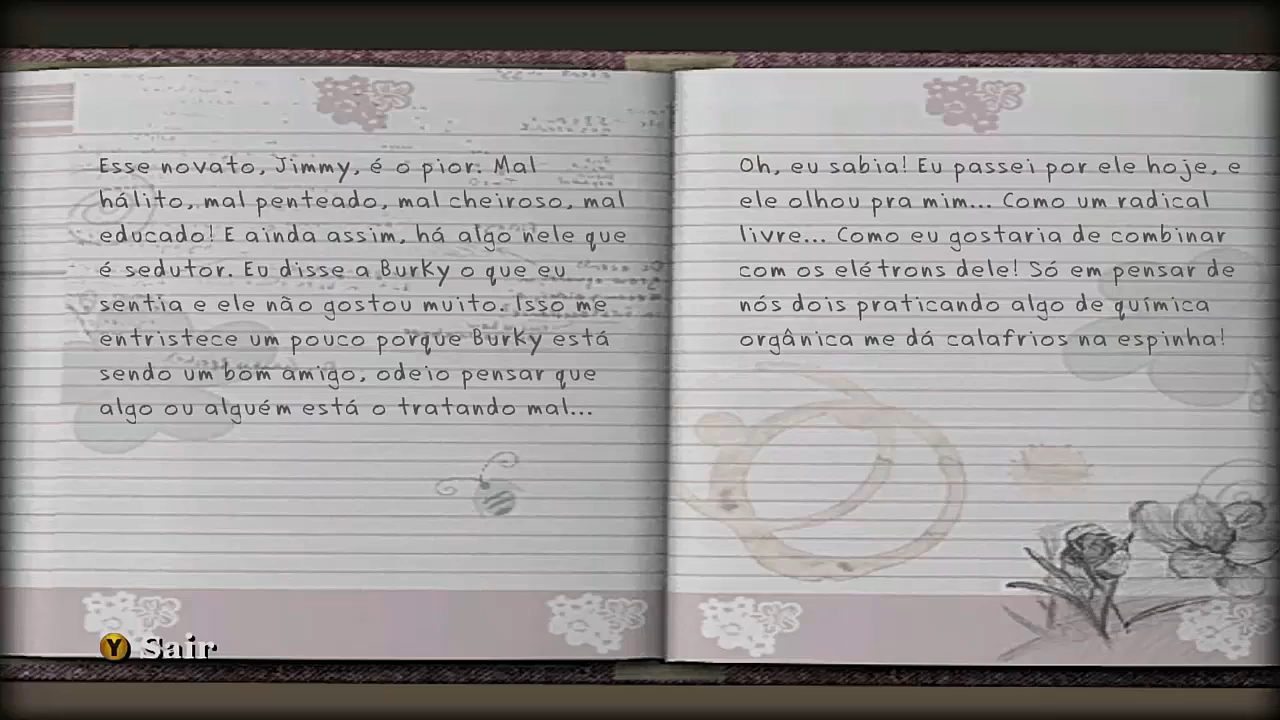 Esse novato, Jimmy, é o pior. Mal
hálito, mal penteado, mal cheiroso, mal
educado! E ainda assim, há algo nele que
é sedutor. Eu disse a Burky o que eu
sentia e ele não gostou muito. Isso me
entristece um pouco porque Burky está
sendo um bom amigo, odeio pensar que
algo ou alguém está o tratando mal...
Oh, eu sabia! Eu passei por ele hoje, e
ele olhou pra mim... Como um radical
livre... Como eu gostaria de combinar
com os elétrons dele! Só em pensar de
nós dois praticando algo de química
orgânica me dá calafrios na espinha!
Y Sair